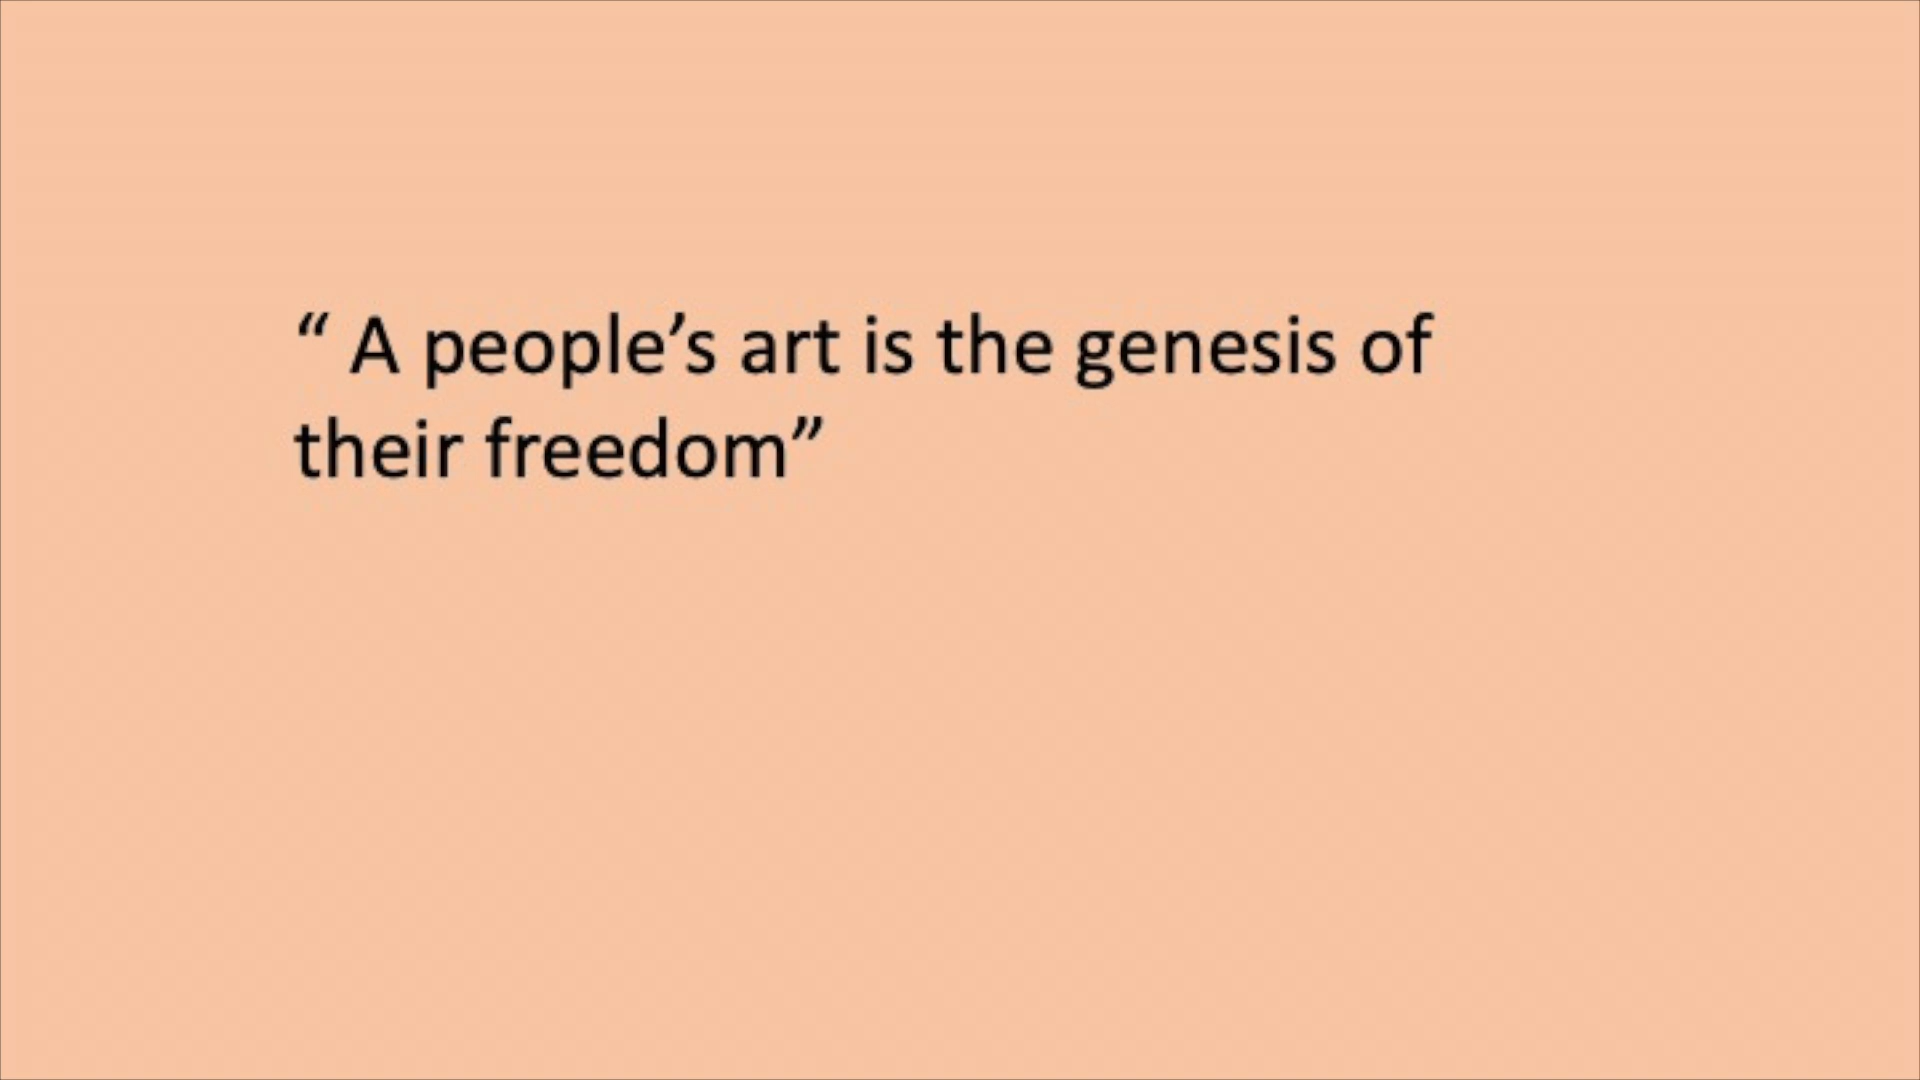 “ A people’s art is the genesis of
their freedom”